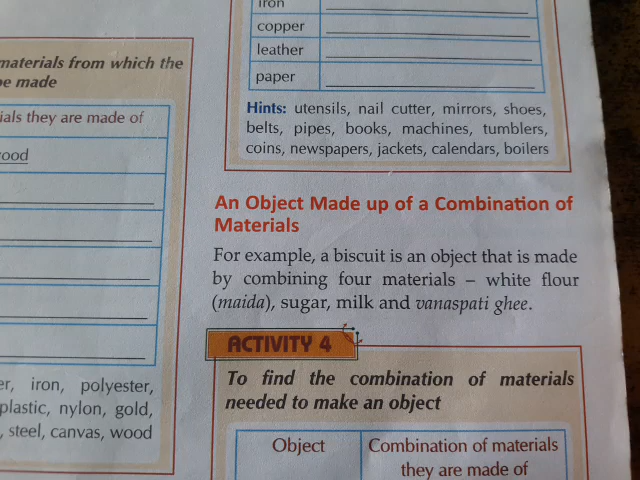 materials from which the
be made
ials they are made of
ood
er, iron, polyester,
plastic, nylon, gold,
, steel, canvas, wood
iron
copper
leather
paper
Hints: utensils, nail cutter, mirrors, shoes,
belts, pipes, books, machines, tumblers,
coins, newspapers, jackets, calendars, boilers
An Object Made up of a Combination of
Materials
For example, a biscuit is an object that is made
by combining four materials – white flour
(maida), sugar, milk and vanaspati ghee.
ACTIVITY 4
To find the combination of materials
needed to make an object
Object
Combination of materials
they are made of